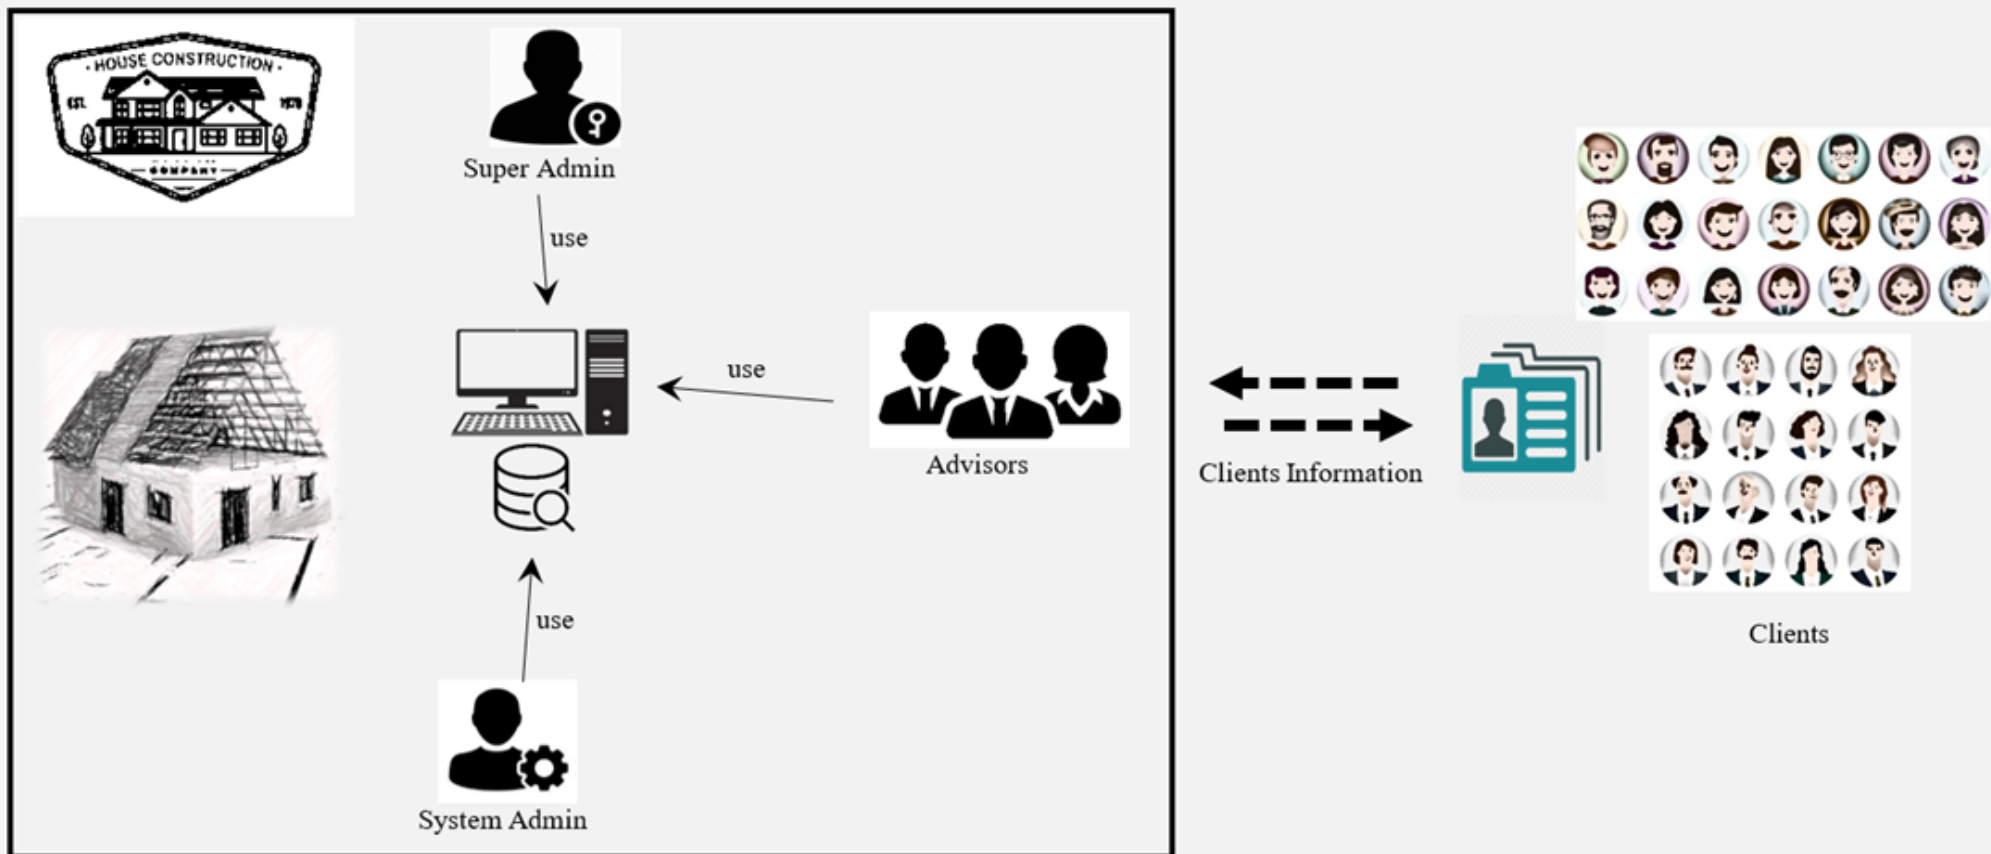 · HOUSE CONSTRUCTION ·
EST.
COMPANY
Super Admin
use
use
Advisors
Clients Information
use
System Admin
Clients